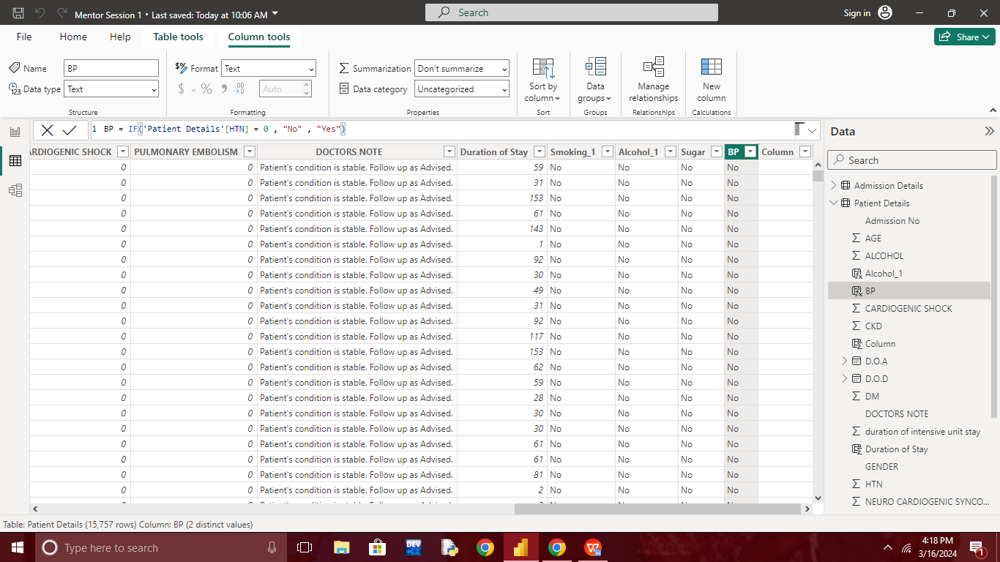 Mentor Session 1 • Last saved: Today at 10:06 AM
Search
Sign in
File
Home
Help
Table tools
Column tools
Share
Name
BP
Data type
Text
Structure
$% Format
Text
$ % 9 .00
Auto
Formatting
Summarization
Don't summarize
Data category
Uncategorized
Properties
Sort by
column
Sort
Data
groups
Groups
Manage
relationships
Relationships
New
column
Calculations
1 BP = IF('Patient Details'[HTN] = 0 , "No" , "Yes")
RDIOGENIC SHOCK PULMONARY EMBOLISM DOCTORS NOTE Duration of Stay Smoking_1 Alcohol_1 Sugar BP Column
0 0 Patient's condition is stable. Follow up as Advised. 59 No No No No
0 0 Patient's condition is stable. Follow up as Advised. 31 No No No No
0 0 Patient's condition is stable. Follow up as Advised. 153 No No No No
0 0 Patient's condition is stable. Follow up as Advised. 61 No No No No
0 0 Patient's condition is stable. Follow up as Advised. 143 No No No No
0 0 Patient's condition is stable. Follow up as Advised. 1 No No No No
0 0 Patient's condition is stable. Follow up as Advised. 92 No No No No
0 0 Patient's condition is stable. Follow up as Advised. 30 No No No No
0 0 Patient's condition is stable. Follow up as Advised. 49 No No No No
0 0 Patient's condition is stable. Follow up as Advised. 31 No No No No
0 0 Patient's condition is stable. Follow up as Advised. 92 No No No No
0 0 Patient's condition is stable. Follow up as Advised. 117 No No No No
0 0 Patient's condition is stable. Follow up as Advised. 153 No No No No
0 0 Patient's condition is stable. Follow up as Advised. 62 No No No No
0 0 Patient's condition is stable. Follow up as Advised. 59 No No No No
0 0 Patient's condition is stable. Follow up as Advised. 28 No No No No
0 0 Patient's condition is stable. Follow up as Advised. 30 No No No No
0 0 Patient's condition is stable. Follow up as Advised. 30 No No No No
0 0 Patient's condition is stable. Follow up as Advised. 61 No No No No
0 0 Patient's condition is stable. Follow up as Advised. 61 No No No No
0 0 Patient's condition is stable. Follow up as Advised. 81 No No No No
0 0 Patient's condition is stable. Follow up as Advised. 2 No No No No
Data
Search
Admission Details
Patient Details
Admission No
AGE
ALCOHOL
Alcohol_1
BP
CARDIOGENIC SHOCK
CKD
Column
D.O.A
D.O.D
DM
DOCTORS NOTE
duration of intensive unit stay
Duration of Stay
GENDER
HTN
NEURO CARDIOGENIC SYNCO...
Table: Patient Details (15,757 rows) Column: BP (2 distinct values)
Type here to search
DEV
4:18 PM
3/16/2024
1